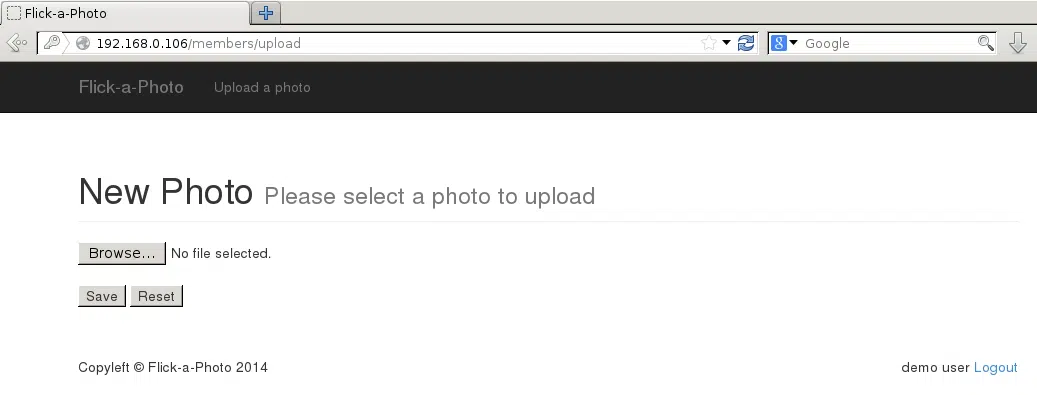 Flick-a-Photo
192.168.0.106/members/upload
Google
Flick-a-Photo Upload a photo
New Photo Please select a photo to upload
Browse... No file selected.
Save Reset
Copyleft © Flick-a-Photo 2014 demo user Logout